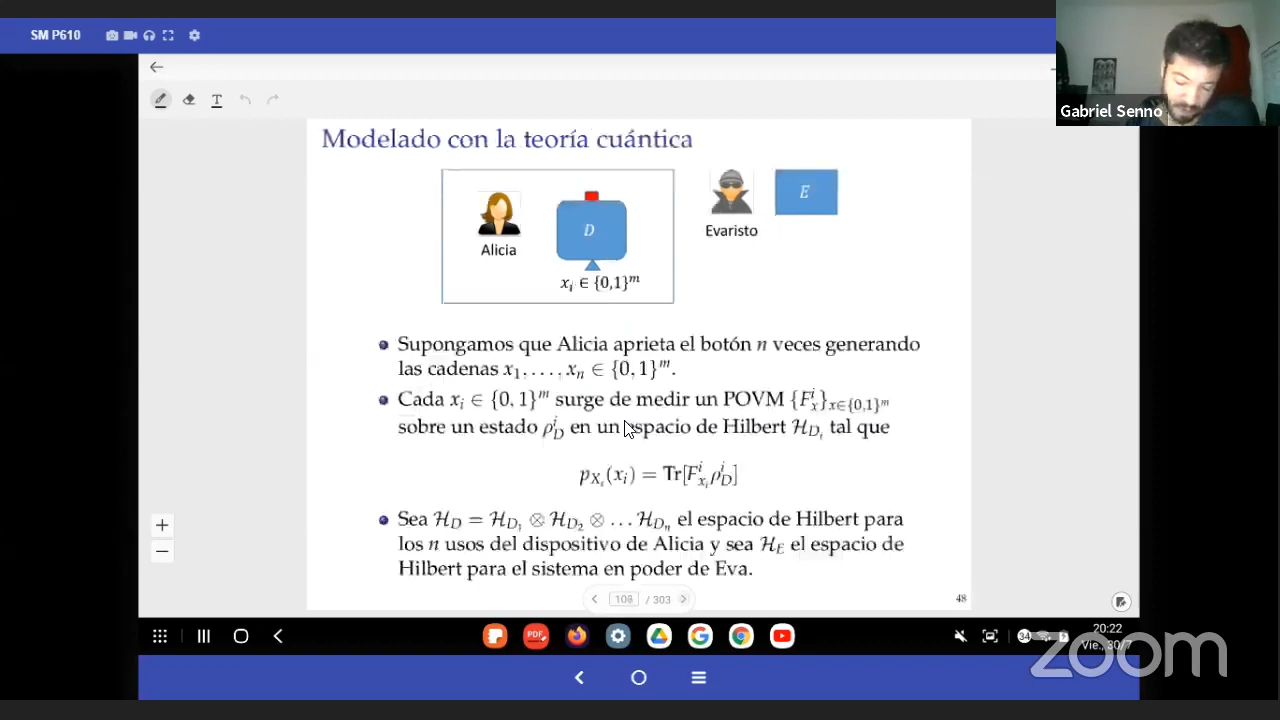 SM P610
Gabriel Senno
Modelado con la teoría cuántica
D
E
Alicia
Evaristo
x_i ∈ {0,1}^m
Supongamos que Alicia aprieta el botón n veces generando
las cadenas x_1, . . . , x_n ∈ {0, 1}^m.
Cada x_i ∈ {0, 1}^m surge de medir un POVM {F^i_x}_{x∈{0,1}^m}
sobre un estado ρ^i_D en un espacio de Hilbert H_{D_i} tal que
p_{X_i}(x_i) = Tr[F^i_{x_i} ρ^i_D]
Sea H_D = H_{D_1} ⊗ H_{D_2} ⊗ . . . H_{D_n} el espacio de Hilbert para
los n usos del dispositivo de Alicia y sea H_E el espacio de
Hilbert para el sistema en poder de Eva.
108 / 303
48
PDF
34
20:22
Vie., 30/7
zoom